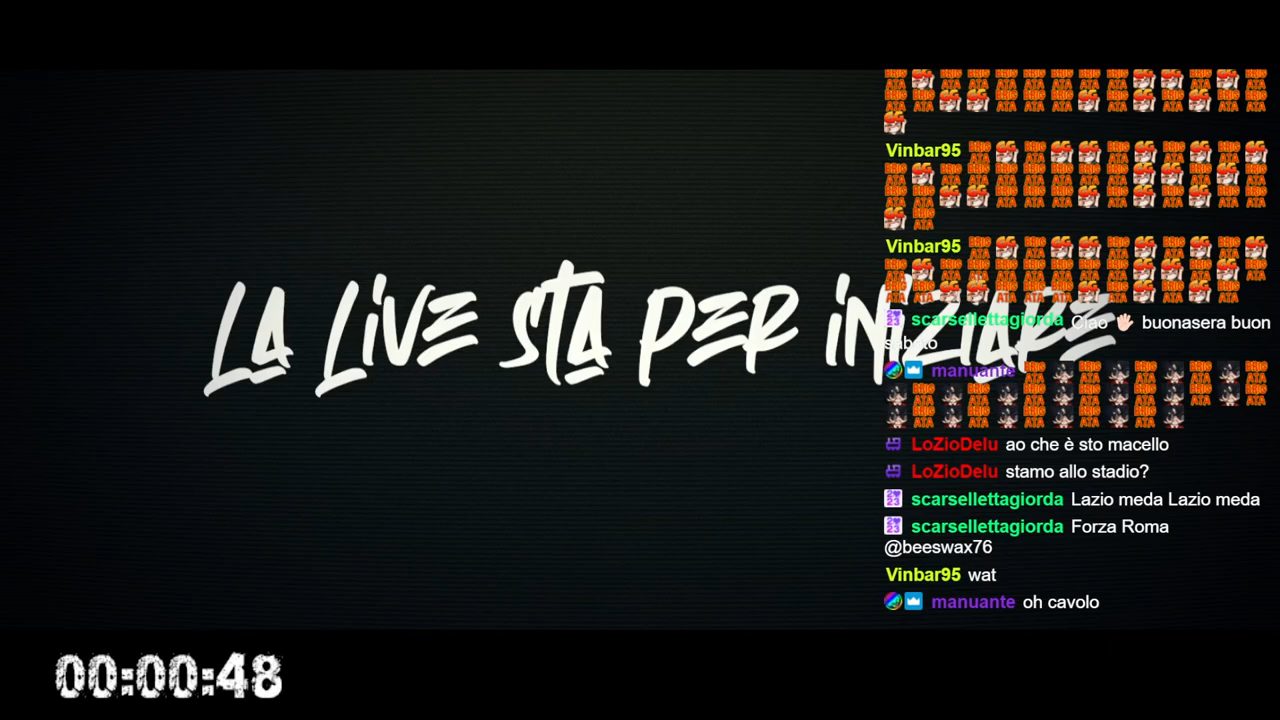 LA LIVE STA PER INIZIARE
Vinbar95
Vinbar95
scarsellettagiorda Ciao buonasera buon
sabato
manuante
LoZioDelu ao che è sto macello
LoZioDelu stamo allo stadio?
scarsellettagiorda Lazio meda Lazio meda
scarsellettagiorda Forza Roma
@beeswax76
Vinbar95 wat
manuante oh cavolo
00:00:48